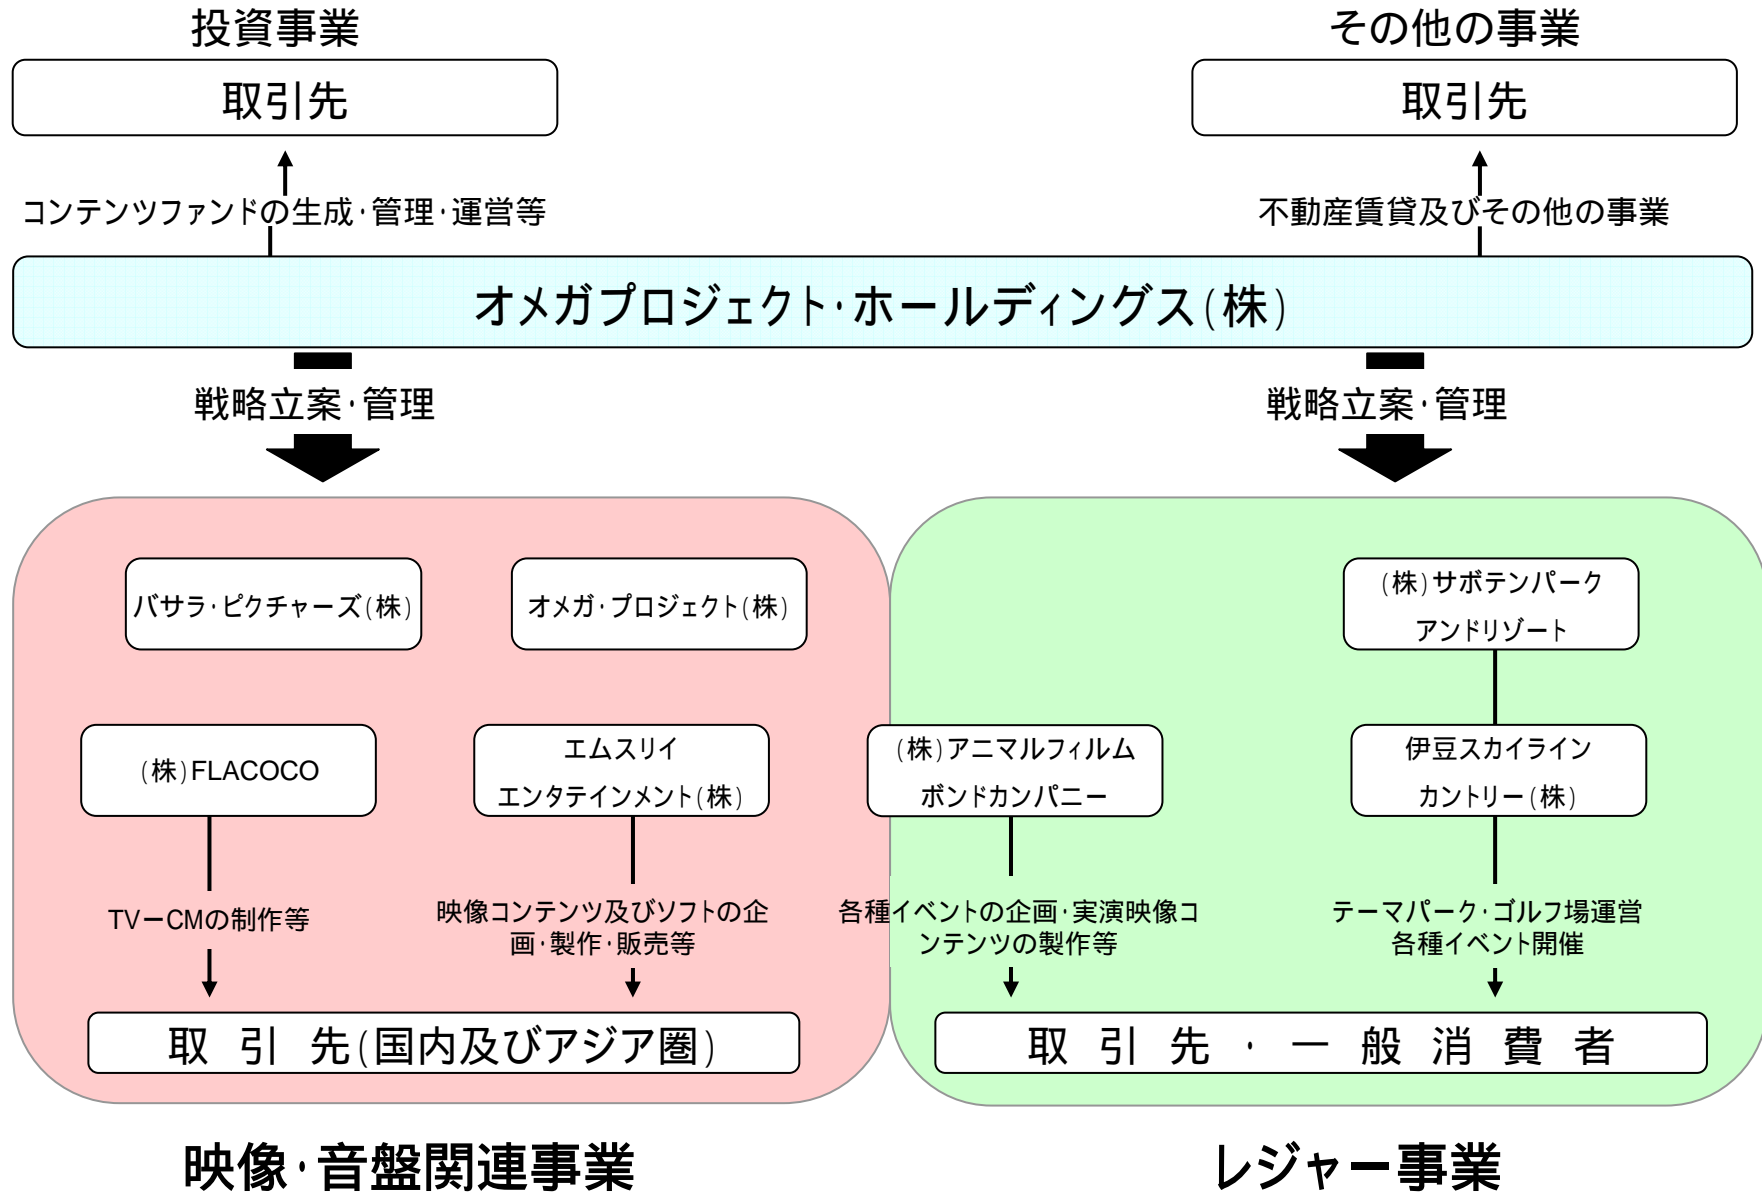 投資事業
その他の事業
取引先
取引先
コンテンツファンドの生成・管理・運営等
不動産賃貸及びその他の事業
オメガプロジェクト・ホールディングス(株)
戦略立案・管理
戦略立案・管理
バサラ・ピクチャーズ(株)
オメガ・プロジェクト(株)
(株)サボテンパーク
アンドリゾート
(株)FLACOCO
エムスリイ
エンタテインメント(株)
(株)アニマルフィルム
ボンドカンパニー
伊豆スカイライン
カントリー(株)
TVーCMの制作等
映像コンテンツ及びソフトの企
画・製作・販売等
各種イベントの企画・実演映像コ
ンテンツの製作等
テーマパーク・ゴルフ場運営
各種イベント開催
取 引 先(国内及びアジア圏)
取 引 先 ・ 一 般 消 費 者
映像・音盤関連事業
レジャー事業